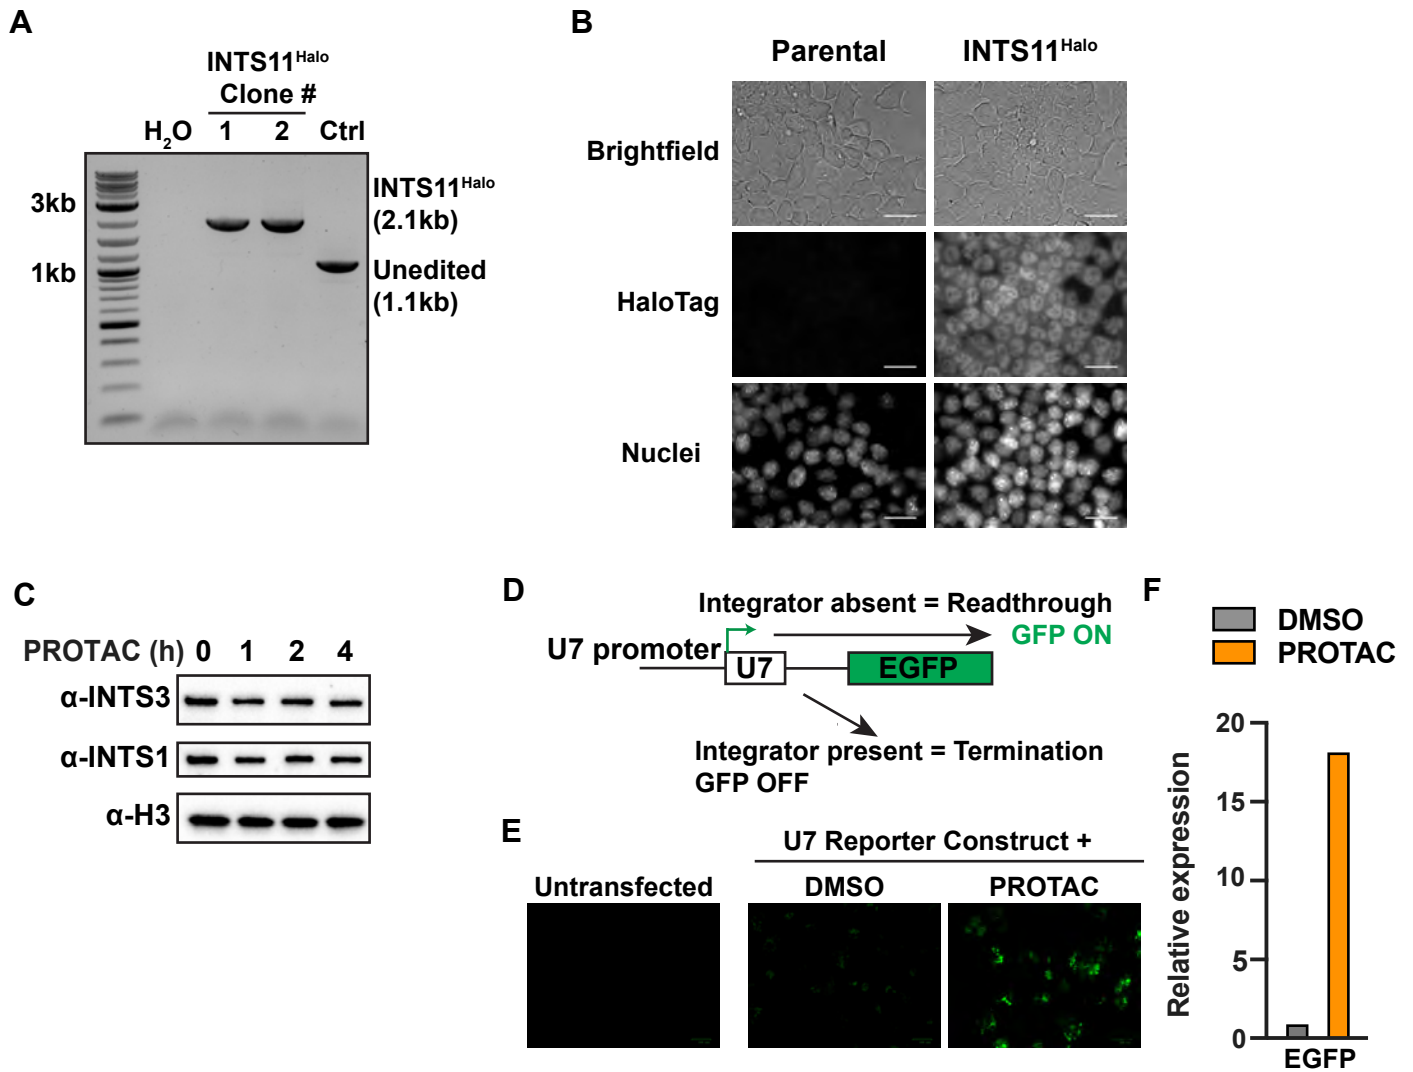 A
INTS11Halo
Clone #
H2O 1 2 Ctrl
3kb
1kb
INTS11Halo
(2.1kb)
Unedited
(1.1kb)
B
Parental INTS11Halo
Brightfield
HaloTag
Nuclei
C
PROTAC (h) 0 1 2 4
α-INTS3
α-INTS1
α-H3
D
Integrator absent = Readthrough
GFP ON
U7 promoter
U7
EGFP
Integrator present = Termination
GFP OFF
E
U7 Reporter Construct +
Untransfected DMSO PROTAC
F
DMSO
PROTAC
Relative expression
20
15
10
5
0
EGFP